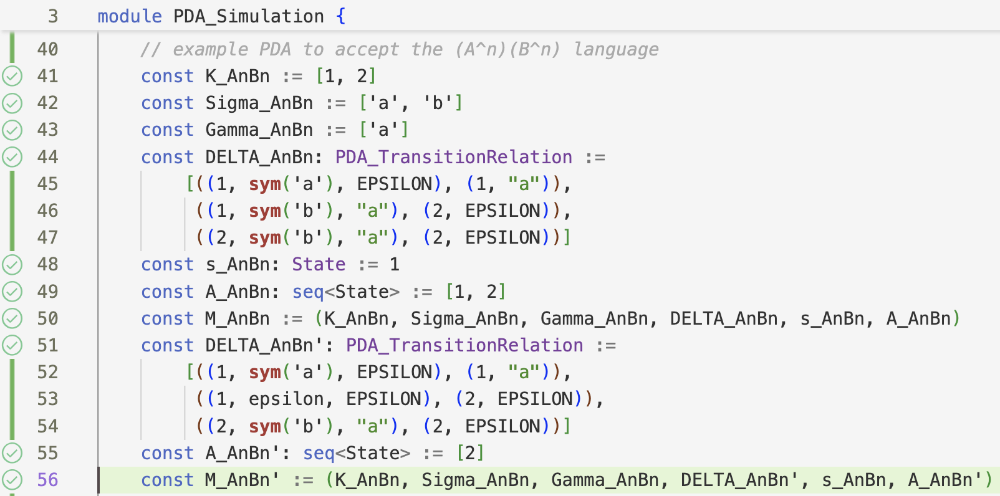 3 module PDA_Simulation {
40 // example PDA to accept the (A^n)(B^n) language
41 const K_AnBn := [1, 2]
42 const Sigma_AnBn := ['a', 'b']
43 const Gamma_AnBn := ['a']
44 const DELTA_AnBn: PDA_TransitionRelation :=
45 [((1, sym('a'), EPSILON), (1, "a")),
46 ((1, sym('b'), "a"), (2, EPSILON)),
47 ((2, sym('b'), "a"), (2, EPSILON))]
48 const s_AnBn: State := 1
49 const A_AnBn: seq<State> := [1, 2]
50 const M_AnBn := (K_AnBn, Sigma_AnBn, Gamma_AnBn, DELTA_AnBn, s_AnBn, A_AnBn)
51 const DELTA_AnBn': PDA_TransitionRelation :=
52 [((1, sym('a'), EPSILON), (1, "a")),
53 ((1, epsilon, EPSILON), (2, EPSILON)),
54 ((2, sym('b'), "a"), (2, EPSILON))]
55 const A_AnBn': seq<State> := [2]
56 const M_AnBn' := (K_AnBn, Sigma_AnBn, Gamma_AnBn, DELTA_AnBn', s_AnBn, A_AnBn')